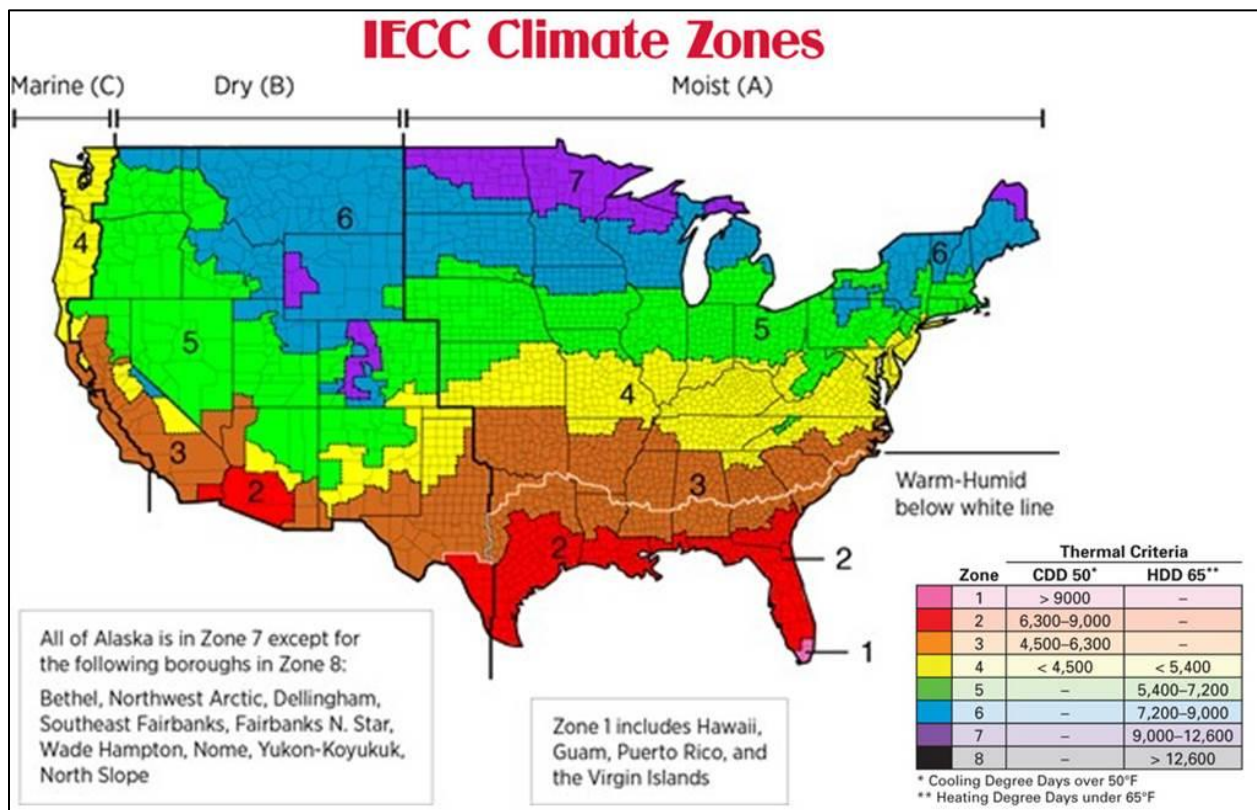 IECC Climate Zones
Marine (C)
Dry (B)
Moist (A)
7
6
4
6
5
5
4
3
3
2
2
Warm-Humid
below white line
2
1
All of Alaska is in Zone 7 except for
the following boroughs in Zone 8:
Bethel, Northwest Arctic, Dellingham,
Southeast Fairbanks, Fairbanks N. Star,
Wade Hampton, Nome, Yukon-Koyukuk,
North Slope
Zone 1 includes Hawaii,
Guam, Puerto Rico, and
the Virgin Islands
Thermal Criteria
Zone CDD 50* HDD 65**
1 > 9000 –
2 6,300–9,000 –
3 4,500–6,300 –
4 < 4,500 < 5,400
5 – 5,400–7,200
6 – 7,200–9,000
7 – 9,000–12,600
8 – > 12,600
* Cooling Degree Days over 50°F
** Heating Degree Days under 65°F